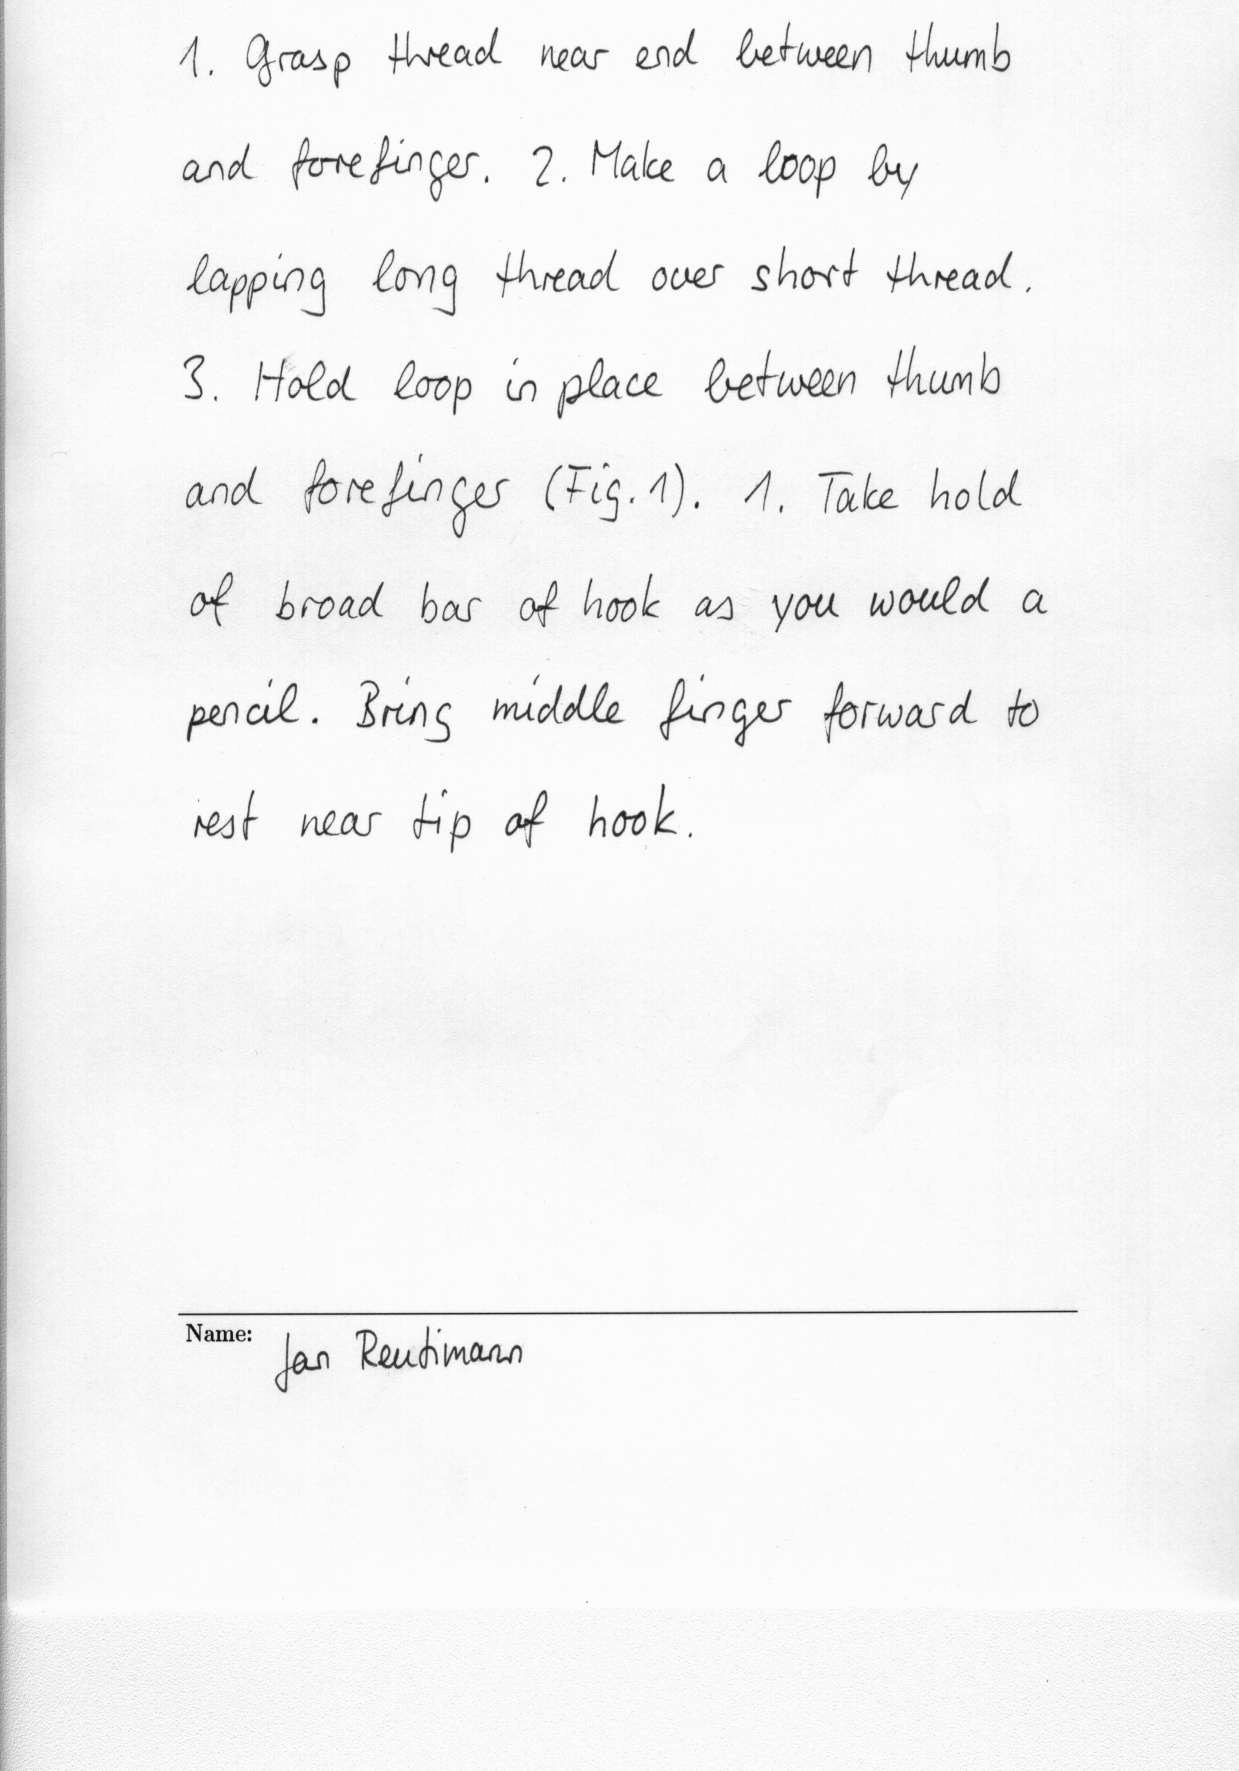 1. Grasp thread near end between thumb
and forefinger. 2. Make a loop by
lapping long thread over short thread.
3. Hold loop in place between thumb
and forefinger (Fig. 1). 1. Take hold
of broad bar of hook as you would a
pencil. Bring middle finger forward to
rest near tip of hook.
Name: Jan Reutimann